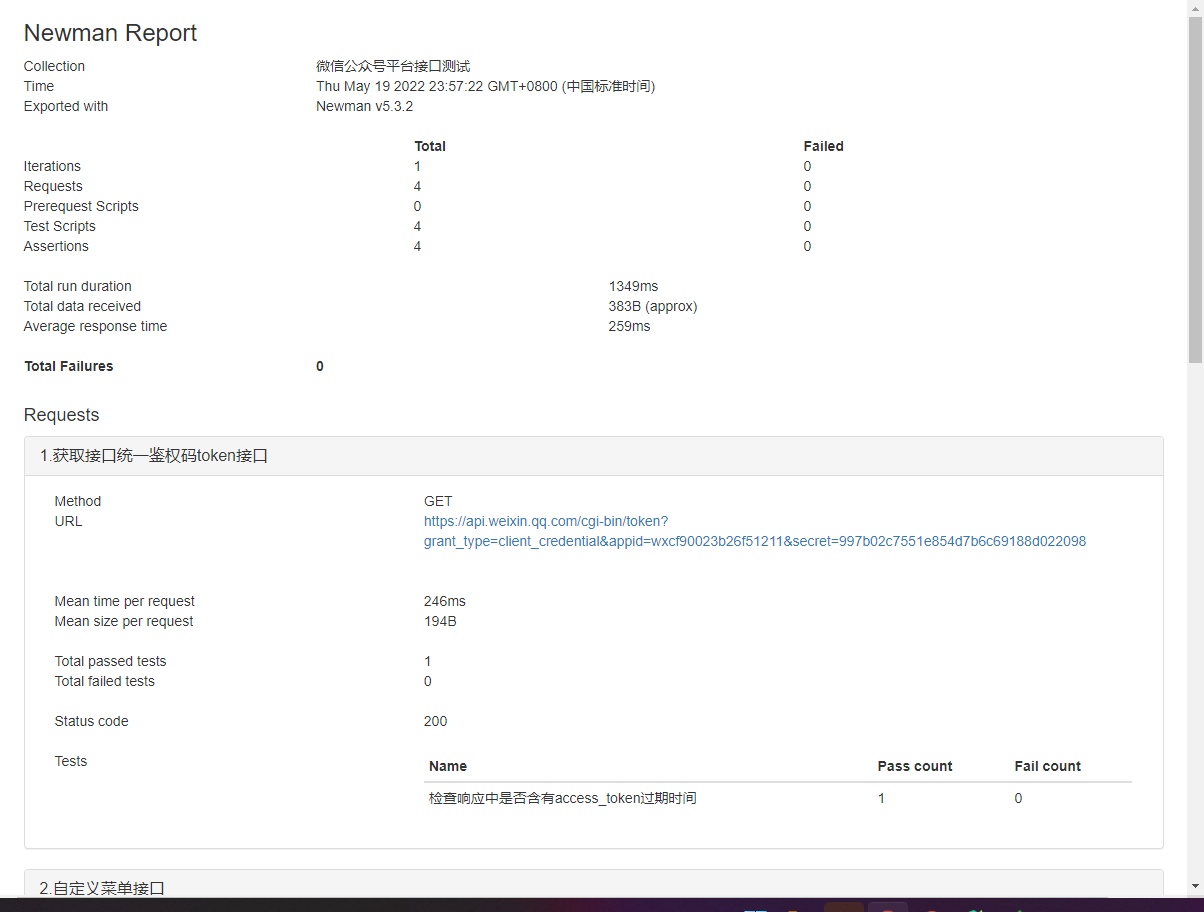 Newman Report
Collection 微信公众号平台接口测试
Time Thu May 19 2022 23:57:22 GMT+0800 (中国标准时间)
Exported with Newman v5.3.2
Total Failed
Iterations 1 0
Requests 4 0
Prerequest Scripts 0 0
Test Scripts 4 0
Assertions 4 0
Total run duration 1349ms
Total data received 383B (approx)
Average response time 259ms
Total Failures 0
Requests
1.获取接口统一鉴权码token接口
Method GET
URL https://api.weixin.qq.com/cgi-bin/token?
grant_type=client_credential&appid=wxcf90023b26f51211&secret=997b02c7551e854d7b6c69188d022098
Mean time per request 246ms
Mean size per request 194B
Total passed tests 1
Total failed tests 0
Status code 200
Tests Name Pass count Fail count
检查响应中是否含有access_token过期时间 1 0
2.自定义菜单接口